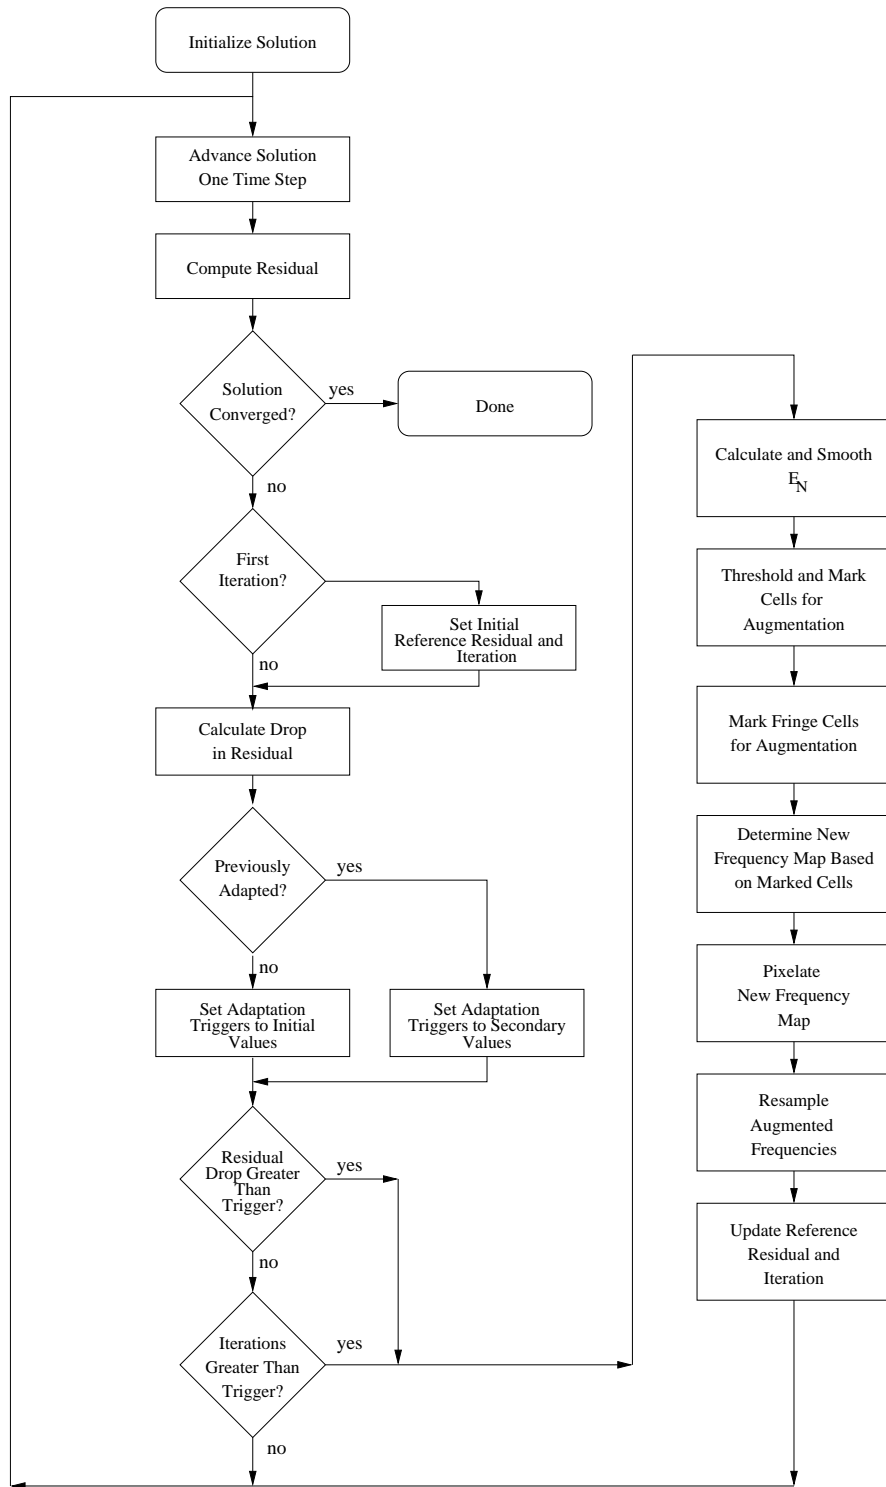 Initialize Solution
Advance Solution
One Time Step
Compute Residual
Solution
Converged?
yes
Done
no
First
Iteration?
Set Initial
Reference Residual and
Iteration
no
Calculate Drop
in Residual
Previously
Adapted?
yes
no
Set Adaptation
Triggers to Initial
Values
Set Adaptation
Triggers to Secondary
Values
Residual
Drop Greater
Than
Trigger?
yes
no
Iterations
Greater Than
Trigger?
yes
no
Calculate and Smooth
E_N
Threshold and Mark
Cells for
Augmentation
Mark Fringe Cells
for Augmentation
Determine New
Frequency Map Based
on Marked Cells
Pixelate
New Frequency
Map
Resample
Augmented
Frequencies
Update Reference
Residual and
Iteration